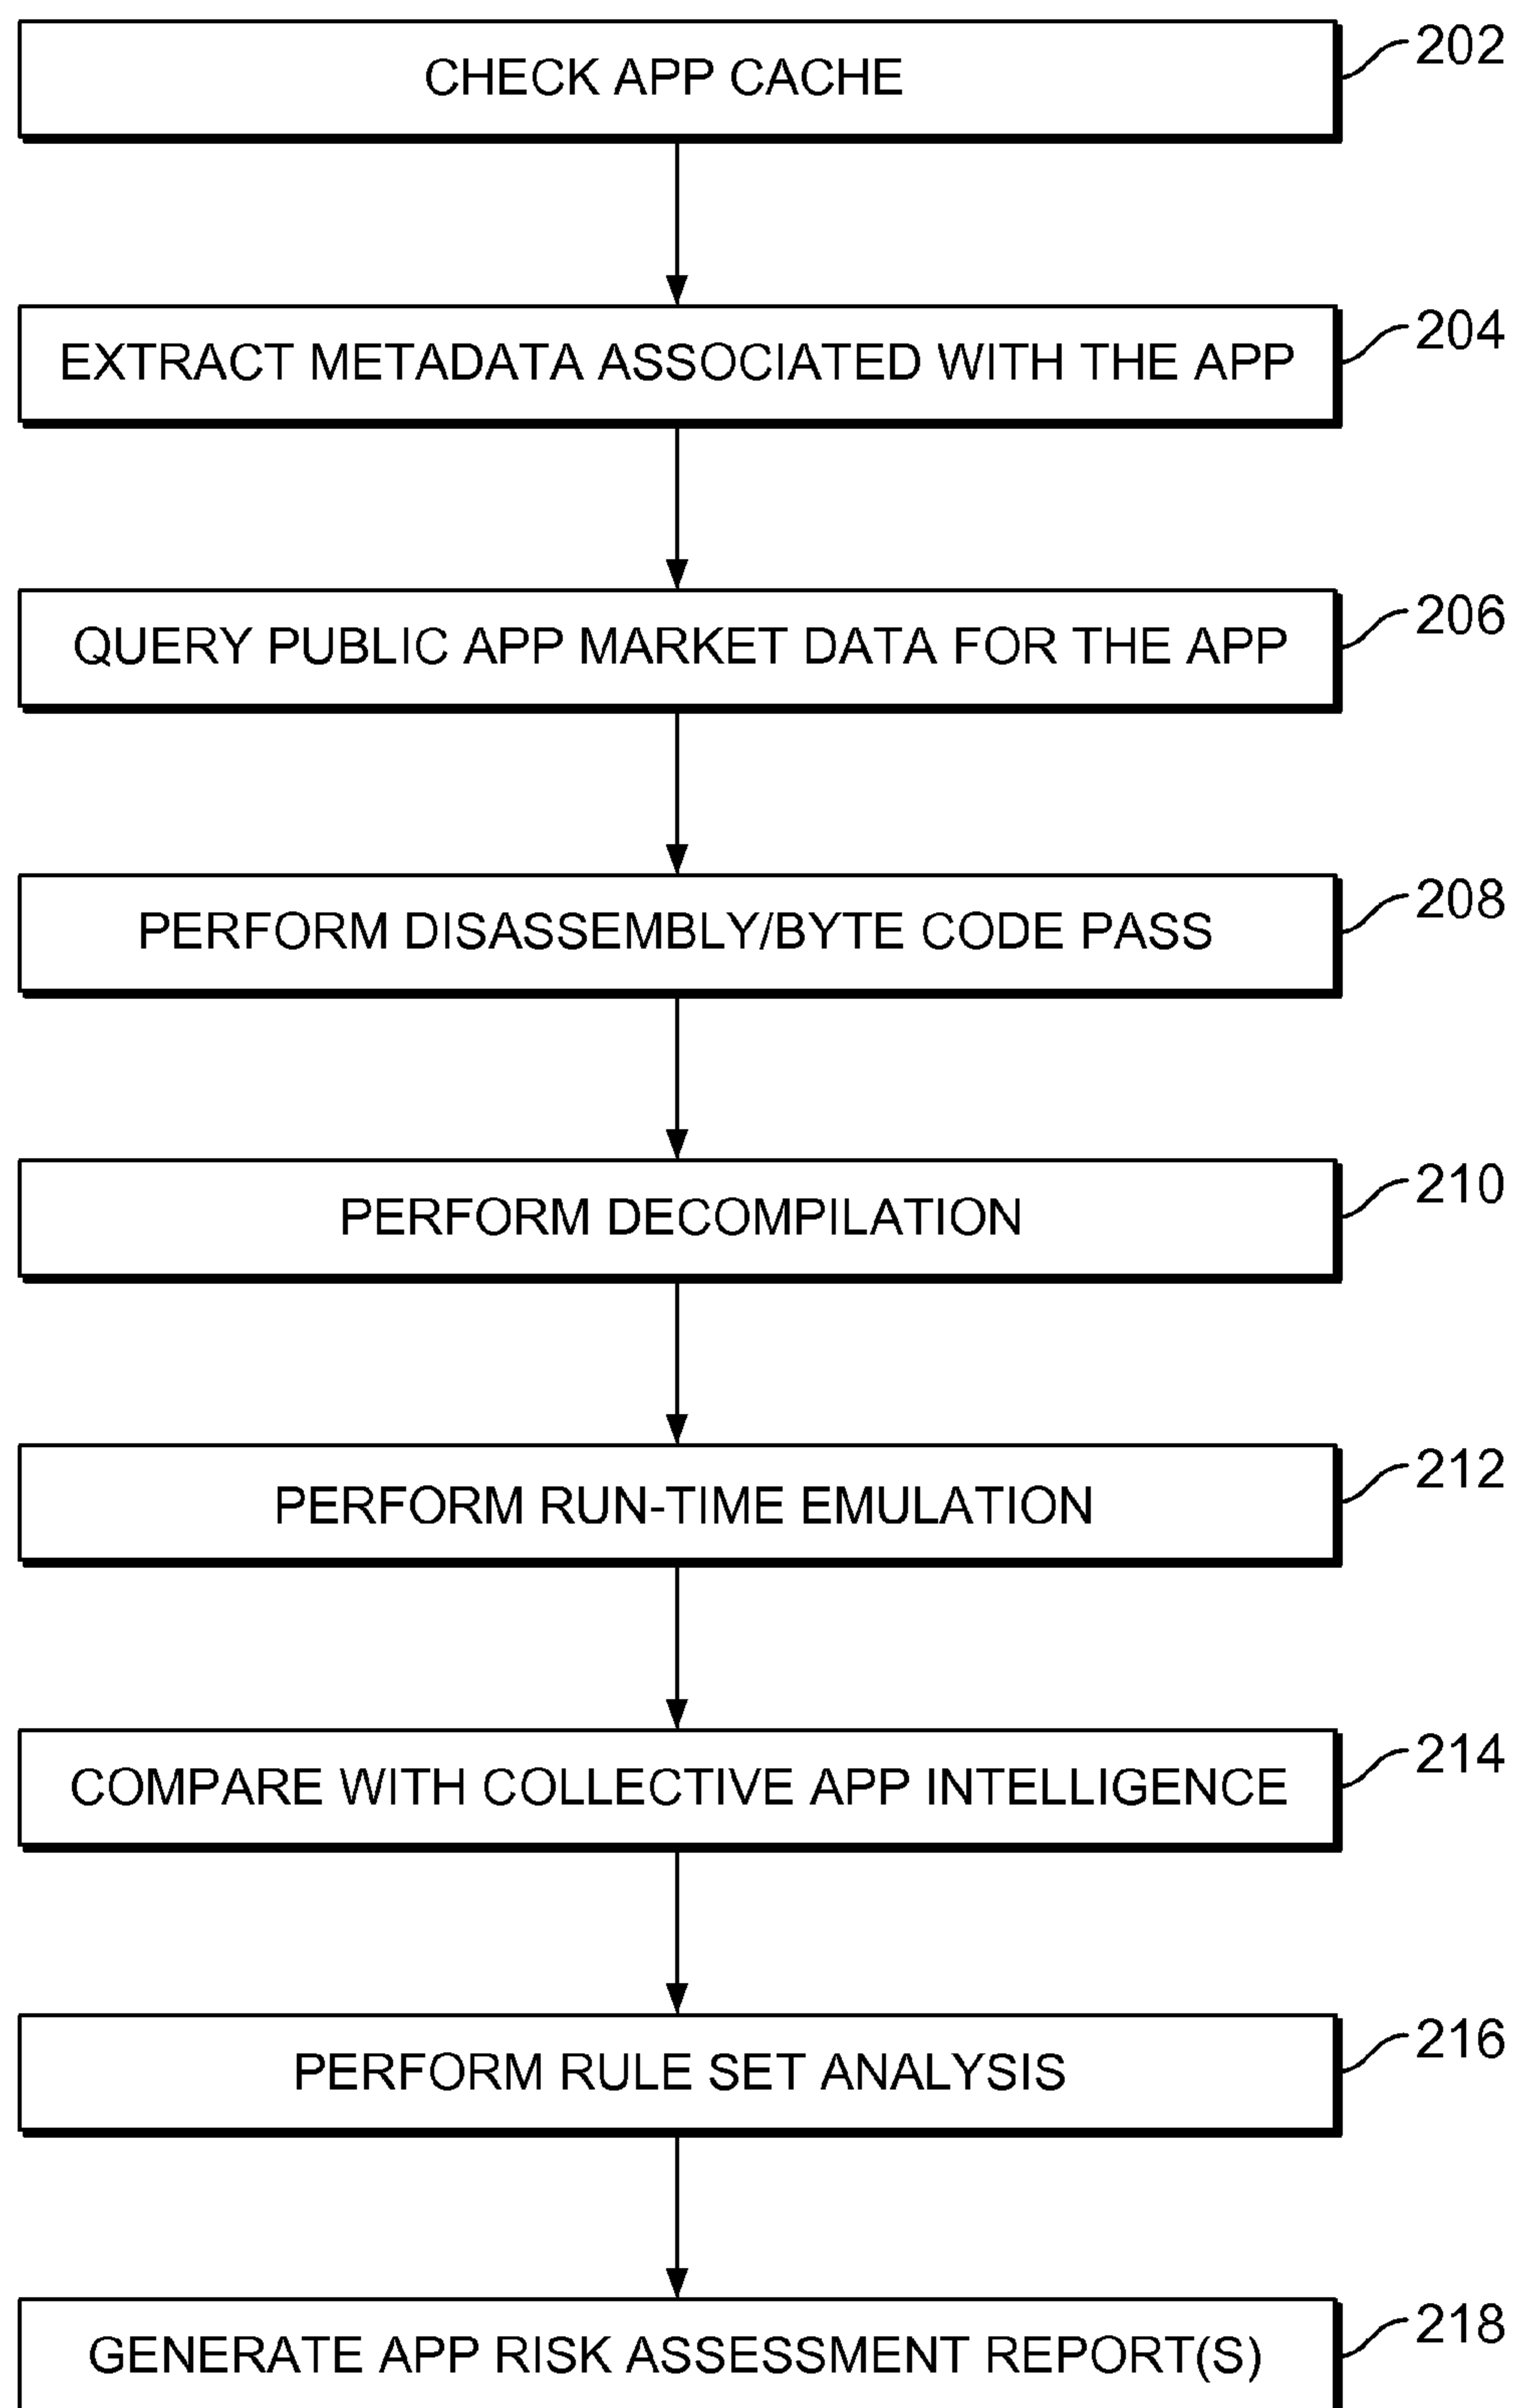 CHECK APP CACHE
202
EXTRACT METADATA ASSOCIATED WITH THE APP
204
QUERY PUBLIC APP MARKET DATA FOR THE APP
206
PERFORM DISASSEMBLY/BYTE CODE PASS
208
PERFORM DECOMPILATION
210
PERFORM RUN-TIME EMULATION
212
COMPARE WITH COLLECTIVE APP INTELLIGENCE
214
PERFORM RULE SET ANALYSIS
216
GENERATE APP RISK ASSESSMENT REPORT(S)
218